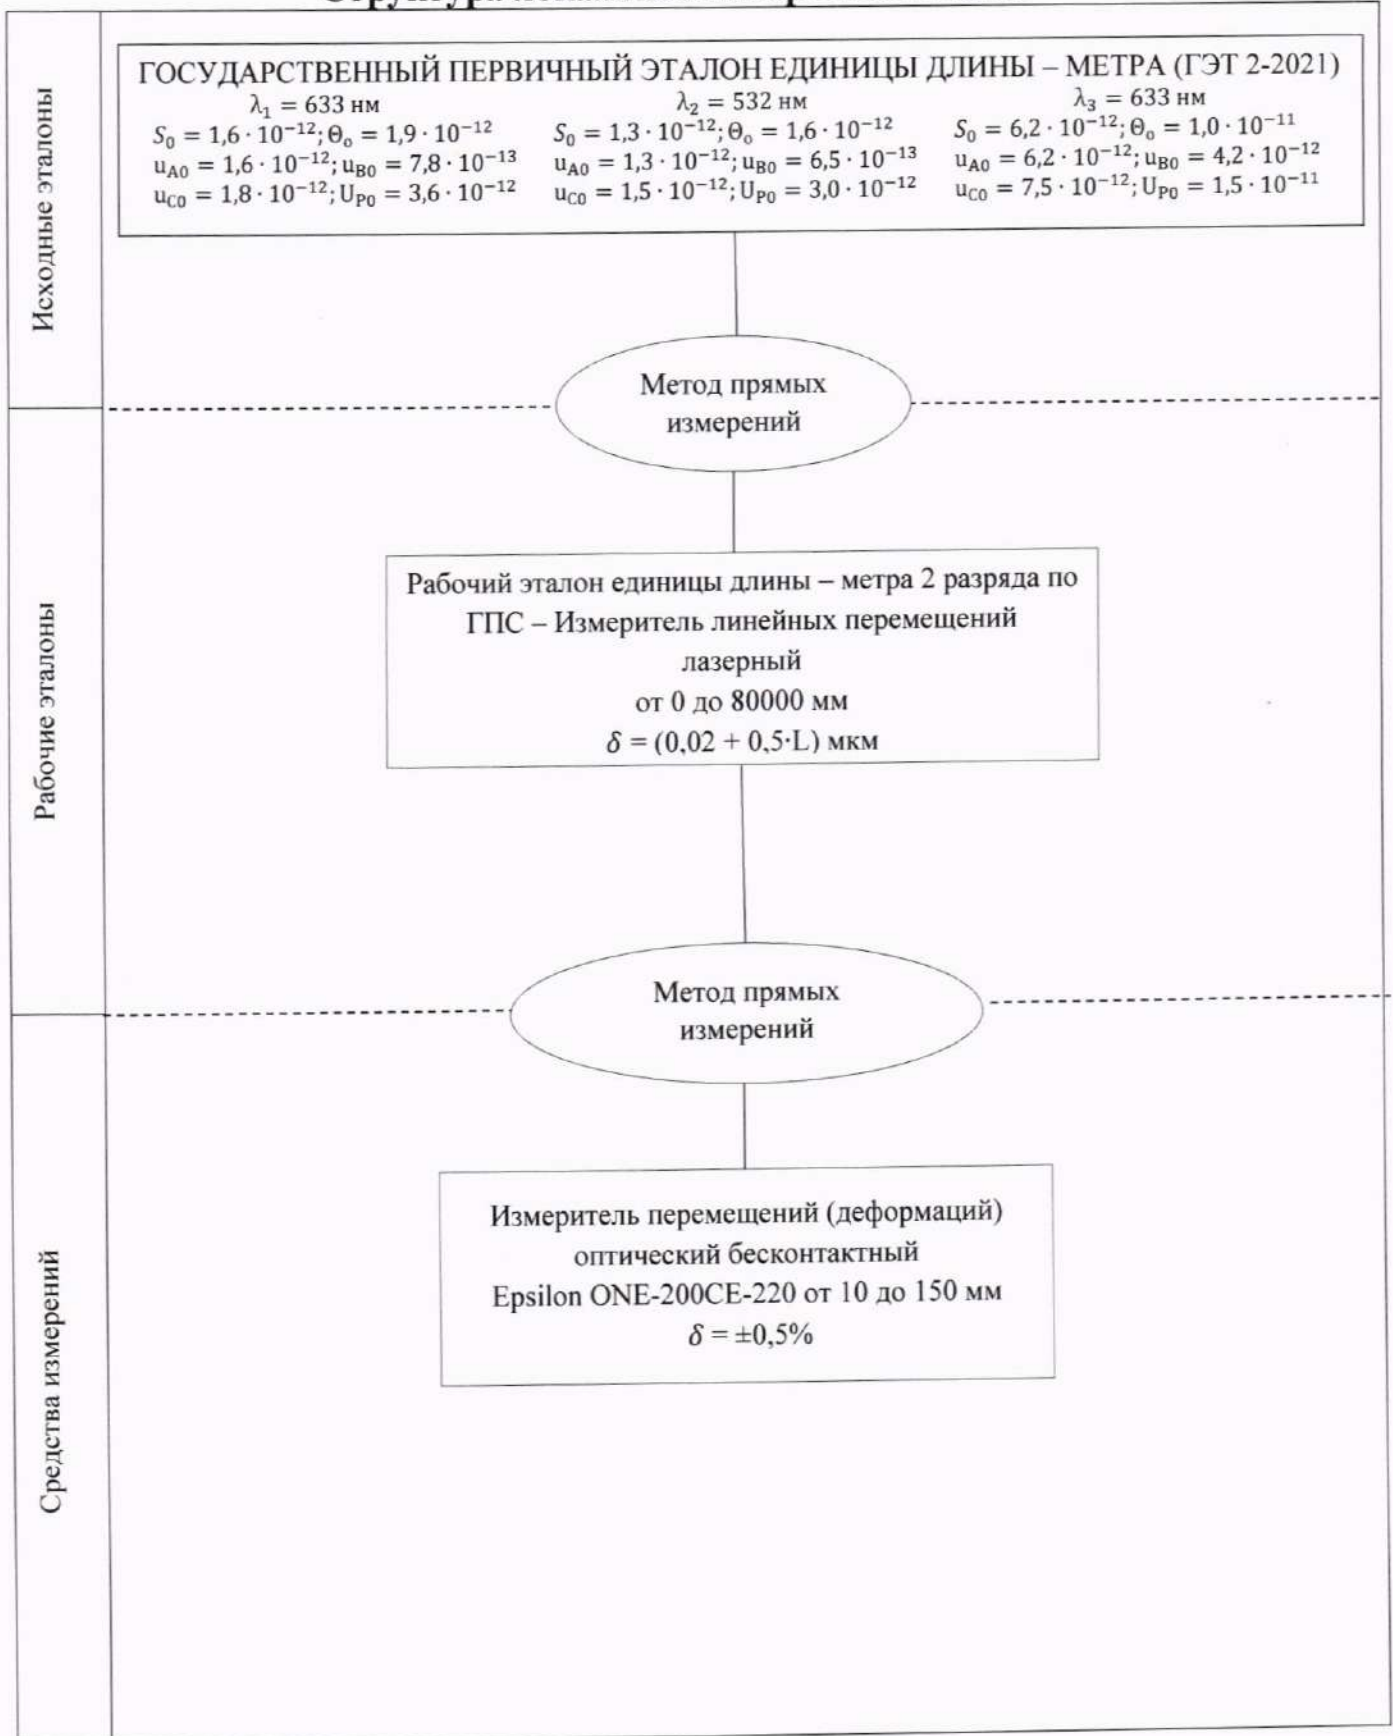 Исходные эталоны
ГОСУДАРСТВЕННЫЙ ПЕРВИЧНЫЙ ЭТАЛОН ЕДИНИЦЫ ДЛИНЫ – МЕТРА (ГЭТ 2-2021)
λ₁ = 633 нм λ₂ = 532 нм λ₃ = 633 нм
S₀ = 1,6 · 10⁻¹²; Θₒ = 1,9 · 10⁻¹² S₀ = 1,3 · 10⁻¹²; Θₒ = 1,6 · 10⁻¹² S₀ = 6,2 · 10⁻¹²; Θₒ = 1,0 · 10⁻¹¹
u_A0 = 1,6 · 10⁻¹²; u_B0 = 7,8 · 10⁻¹³ u_A0 = 1,3 · 10⁻¹²; u_B0 = 6,5 · 10⁻¹³ u_A0 = 6,2 · 10⁻¹²; u_B0 = 4,2 · 10⁻¹²
u_C0 = 1,8 · 10⁻¹²; U_P0 = 3,6 · 10⁻¹² u_C0 = 1,5 · 10⁻¹²; U_P0 = 3,0 · 10⁻¹² u_C0 = 7,5 · 10⁻¹²; U_P0 = 1,5 · 10⁻¹¹
Метод прямых
измерений
Рабочие эталоны
Рабочий эталон единицы длины – метра 2 разряда по
ГПС – Измеритель линейных перемещений
лазерный
от 0 до 80000 мм
δ = (0,02 + 0,5·L) мкм
Метод прямых
измерений
Средства измерений
Измеритель перемещений (деформаций)
оптический бесконтактный
Epsilon ONE-200CE-220 от 10 до 150 мм
δ = ±0,5%